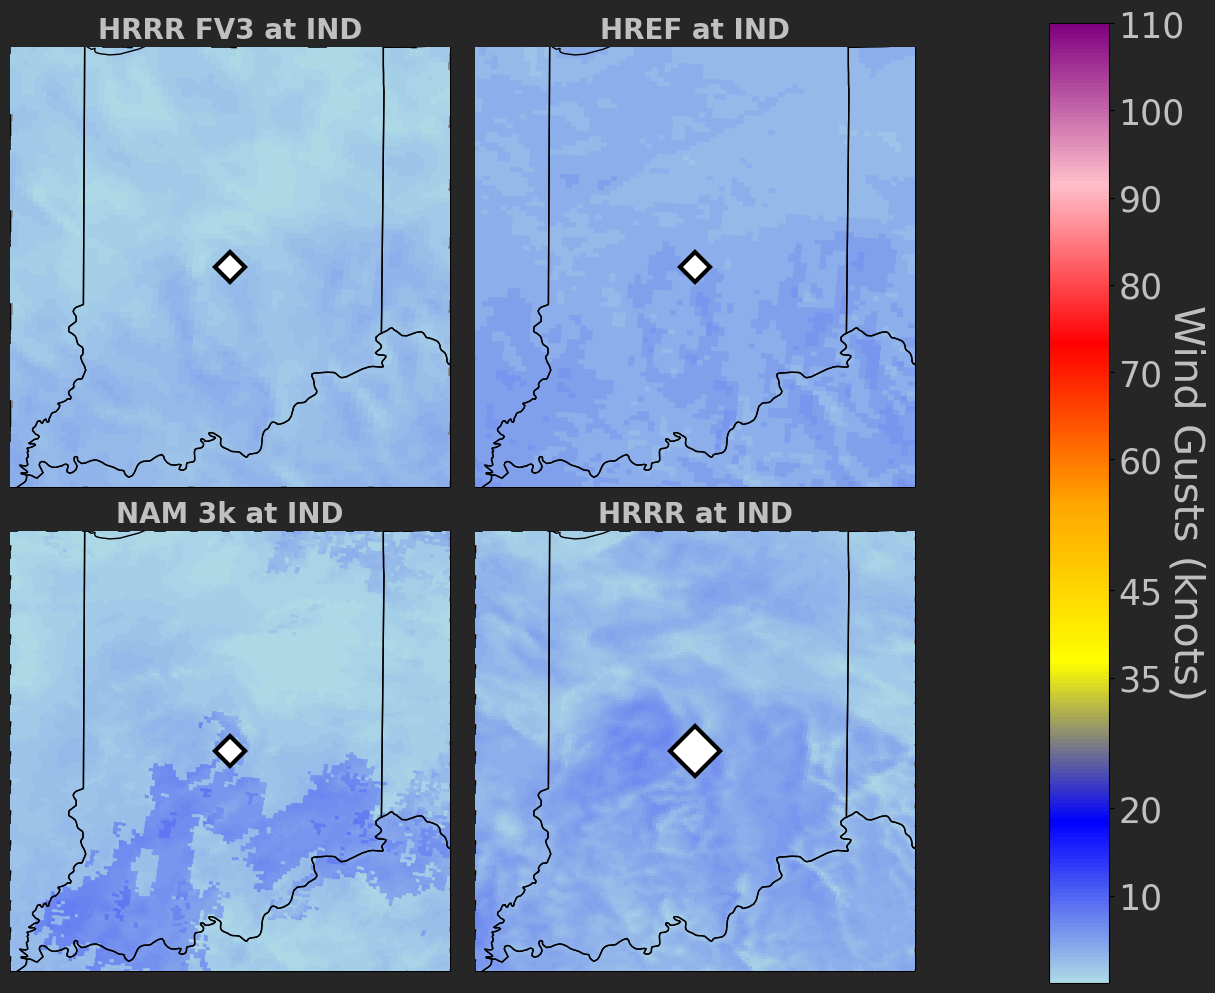 HRRR FV3 at IND
HREF at IND
NAM 3k at IND
HRRR at IND
110
100
90
80
70
60
45
35
20
10
Wind Gusts (knots)